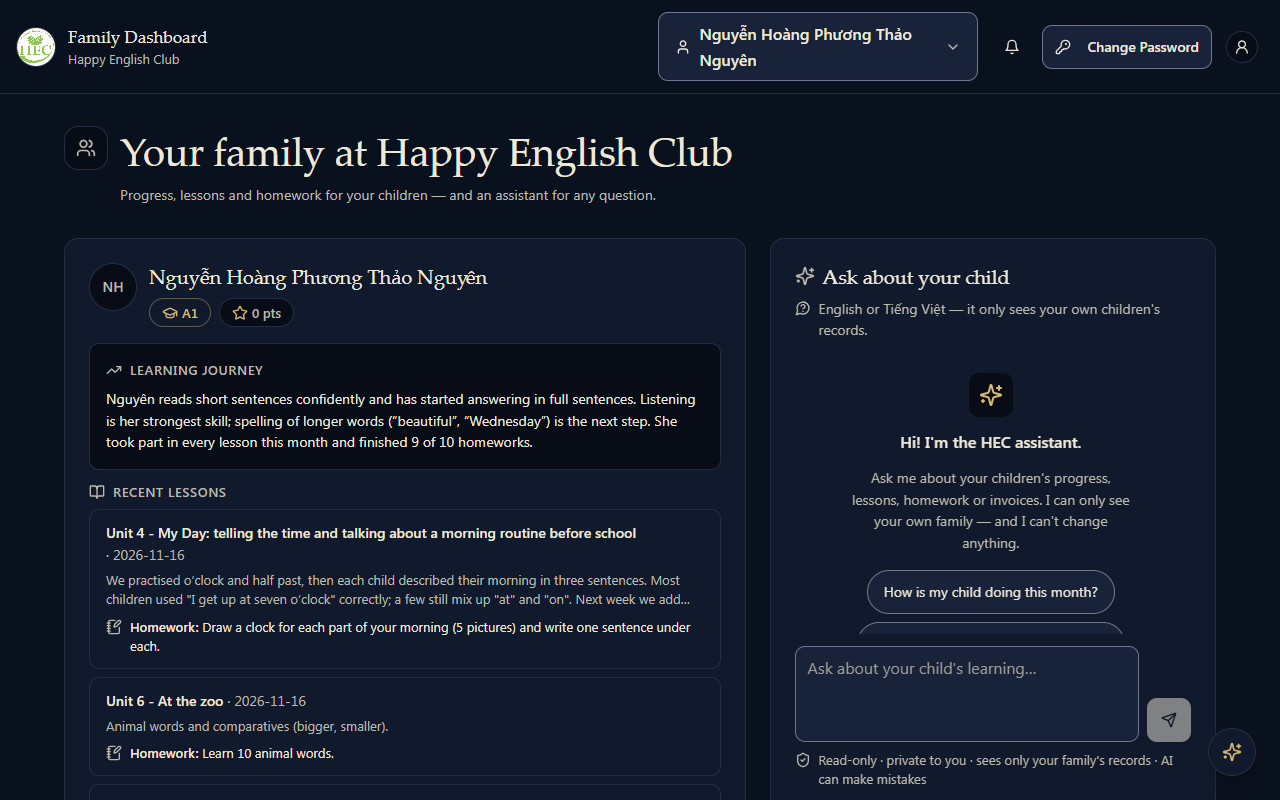 HEC
Family Dashboard
Happy English Club
Nguyễn Hoàng Phương Thảo
Nguyên
Change Password
Your family at Happy English Club
Progress, lessons and homework for your children — and an assistant for any question.
NH
Nguyễn Hoàng Phương Thảo Nguyên
A1
0 pts
LEARNING JOURNEY
Nguyên reads short sentences confidently and has started answering in full sentences. Listening
is her strongest skill; spelling of longer words (“beautiful”, “Wednesday”) is the next step. She
took part in every lesson this month and finished 9 of 10 homeworks.
RECENT LESSONS
Unit 4 - My Day: telling the time and talking about a morning routine before school
· 2026-11-16
We practised o’clock and half past, then each child described their morning in three sentences. Most
children used "I get up at seven o’clock" correctly; a few still mix up "at" and "on". Next week we add...
Homework: Draw a clock for each part of your morning (5 pictures) and write one sentence under
each.
Unit 6 - At the zoo · 2026-11-16
Animal words and comparatives (bigger, smaller).
Homework: Learn 10 animal words.
Ask about your child
English or Tiếng Việt — it only sees your own children's
records.
Hi! I'm the HEC assistant.
Ask me about your children's progress,
lessons, homework or invoices. I can only see
your own family — and I can't change
anything.
How is my child doing this month?
Ask about your child's learning...
Read-only · private to you · sees only your family's records · AI
can make mistakes